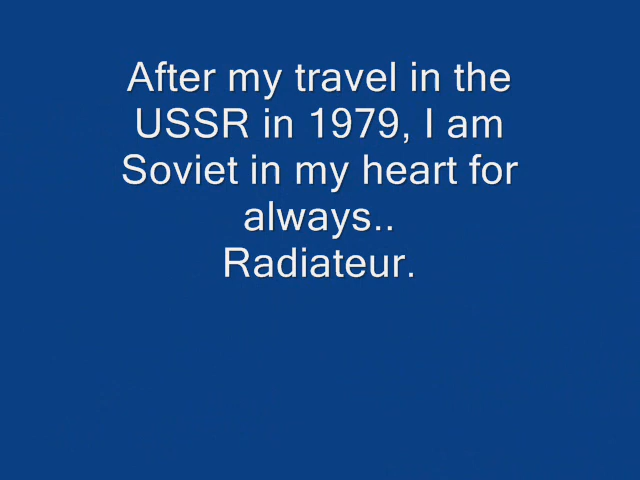 After my travel in the
USSR in 1979, I am
Soviet in my heart for
always..
Radiateur.